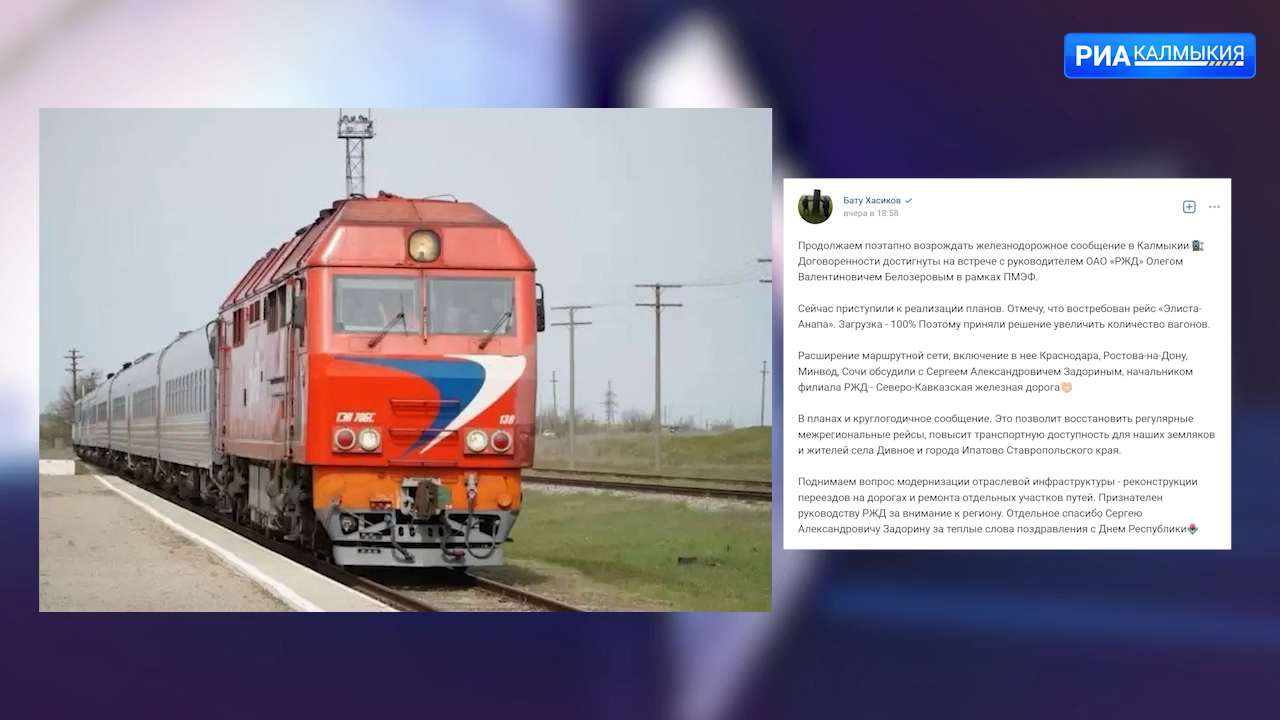 РИА КАЛМЫКИЯ
ТЭП 70БС
138
Бату Хасиков
вчера в 18:58
Продолжаем поэтапно возрождать железнодорожное сообщение в Калмыкии
Договоренности достигнуты на встрече с руководителем ОАО «РЖД» Олегом
Валентиновичем Белозеровым в рамках ПМЭФ.
Сейчас приступили к реализации планов. Отмечу, что востребован рейс «Элиста-
Анапа». Загрузка - 100% Поэтому приняли решение увеличить количество вагонов.
Расширение маршрутной сети, включение в нее Краснодара, Ростова-на-Дону,
Минвод, Сочи обсудили с Сергеем Александровичем Задориным, начальником
филиала РЖД - Северо-Кавказская железная дорога
В планах и круглогодичное сообщение. Это позволит восстановить регулярные
межрегиональные рейсы, повысит транспортную доступность для наших земляков
и жителей села Дивное и города Ипатово Ставропольского края.
Поднимаем вопрос модернизации отраслевой инфраструктуры - реконструкции
переездов на дорогах и ремонта отдельных участков путей. Признателен
руководству РЖД за внимание к региону. Отдельное спасибо Сергею
Александровичу Задорину за теплые слова поздравления с Днем Республики